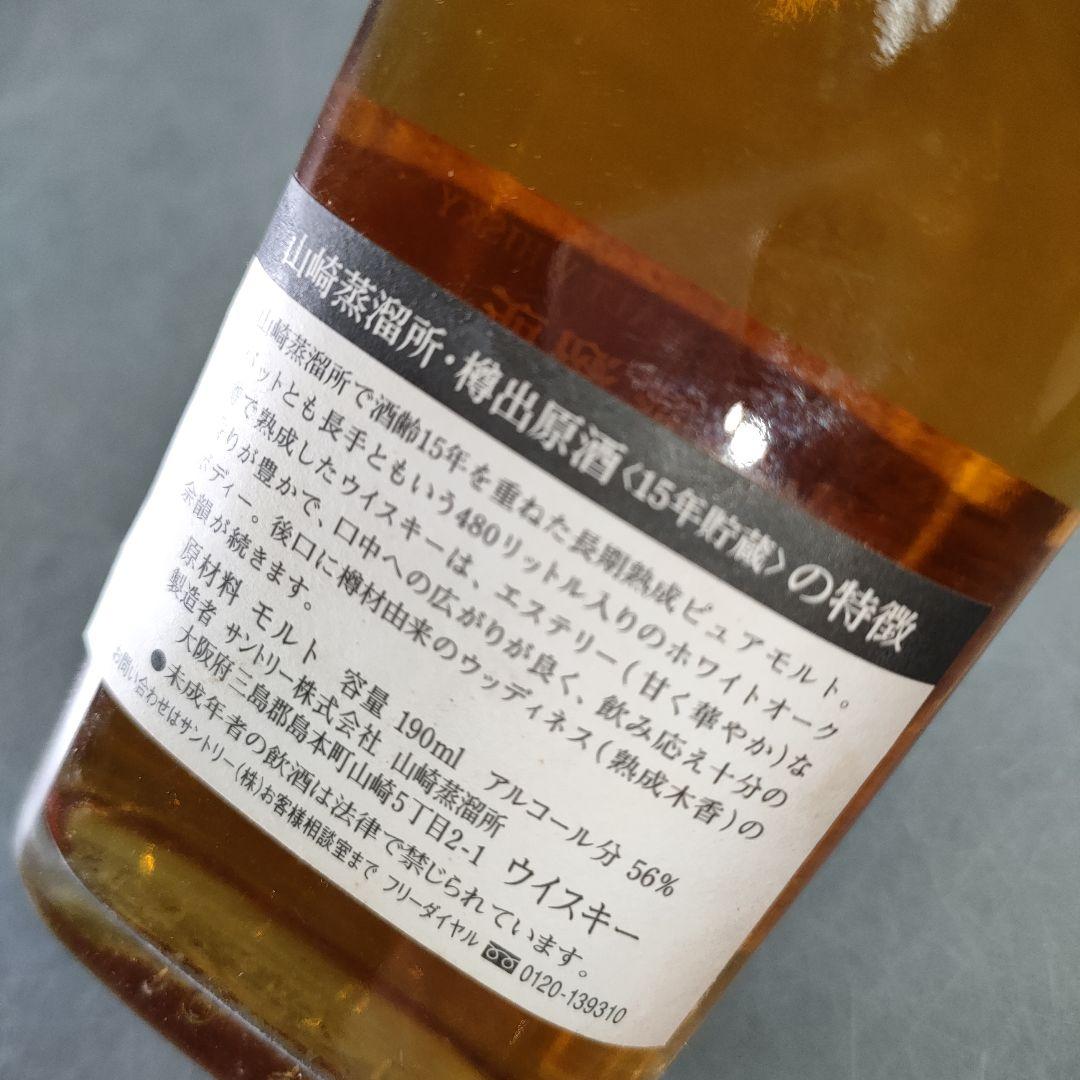 山崎蒸溜所・樽出原酒〈15年貯蔵〉の特徴
山崎蒸溜所で酒齢15年を重ねた長期熟成ピュアモルト。
パットとも長手ともいう480リットル入りのホワイトオーク
で熟成したウイスキーは、エステリー(甘く華やか)な
りが豊かで、口中への広がりが良く、飲み応え十分の
ボディー。後口に樽材由来のウッディネス(熟成木香)の
余韻が続きます。
原材料 モルト 容量 190ml アルコール分 56%
製造者 サントリー株式会社 山崎蒸溜所
大阪府三島郡島本町山崎5丁目2-1 ウイスキー
●未成年者の飲酒は法律で禁じられています。
お問い合わせはサントリー(株)お客様相談室まで フリーダイヤル 0120-139310